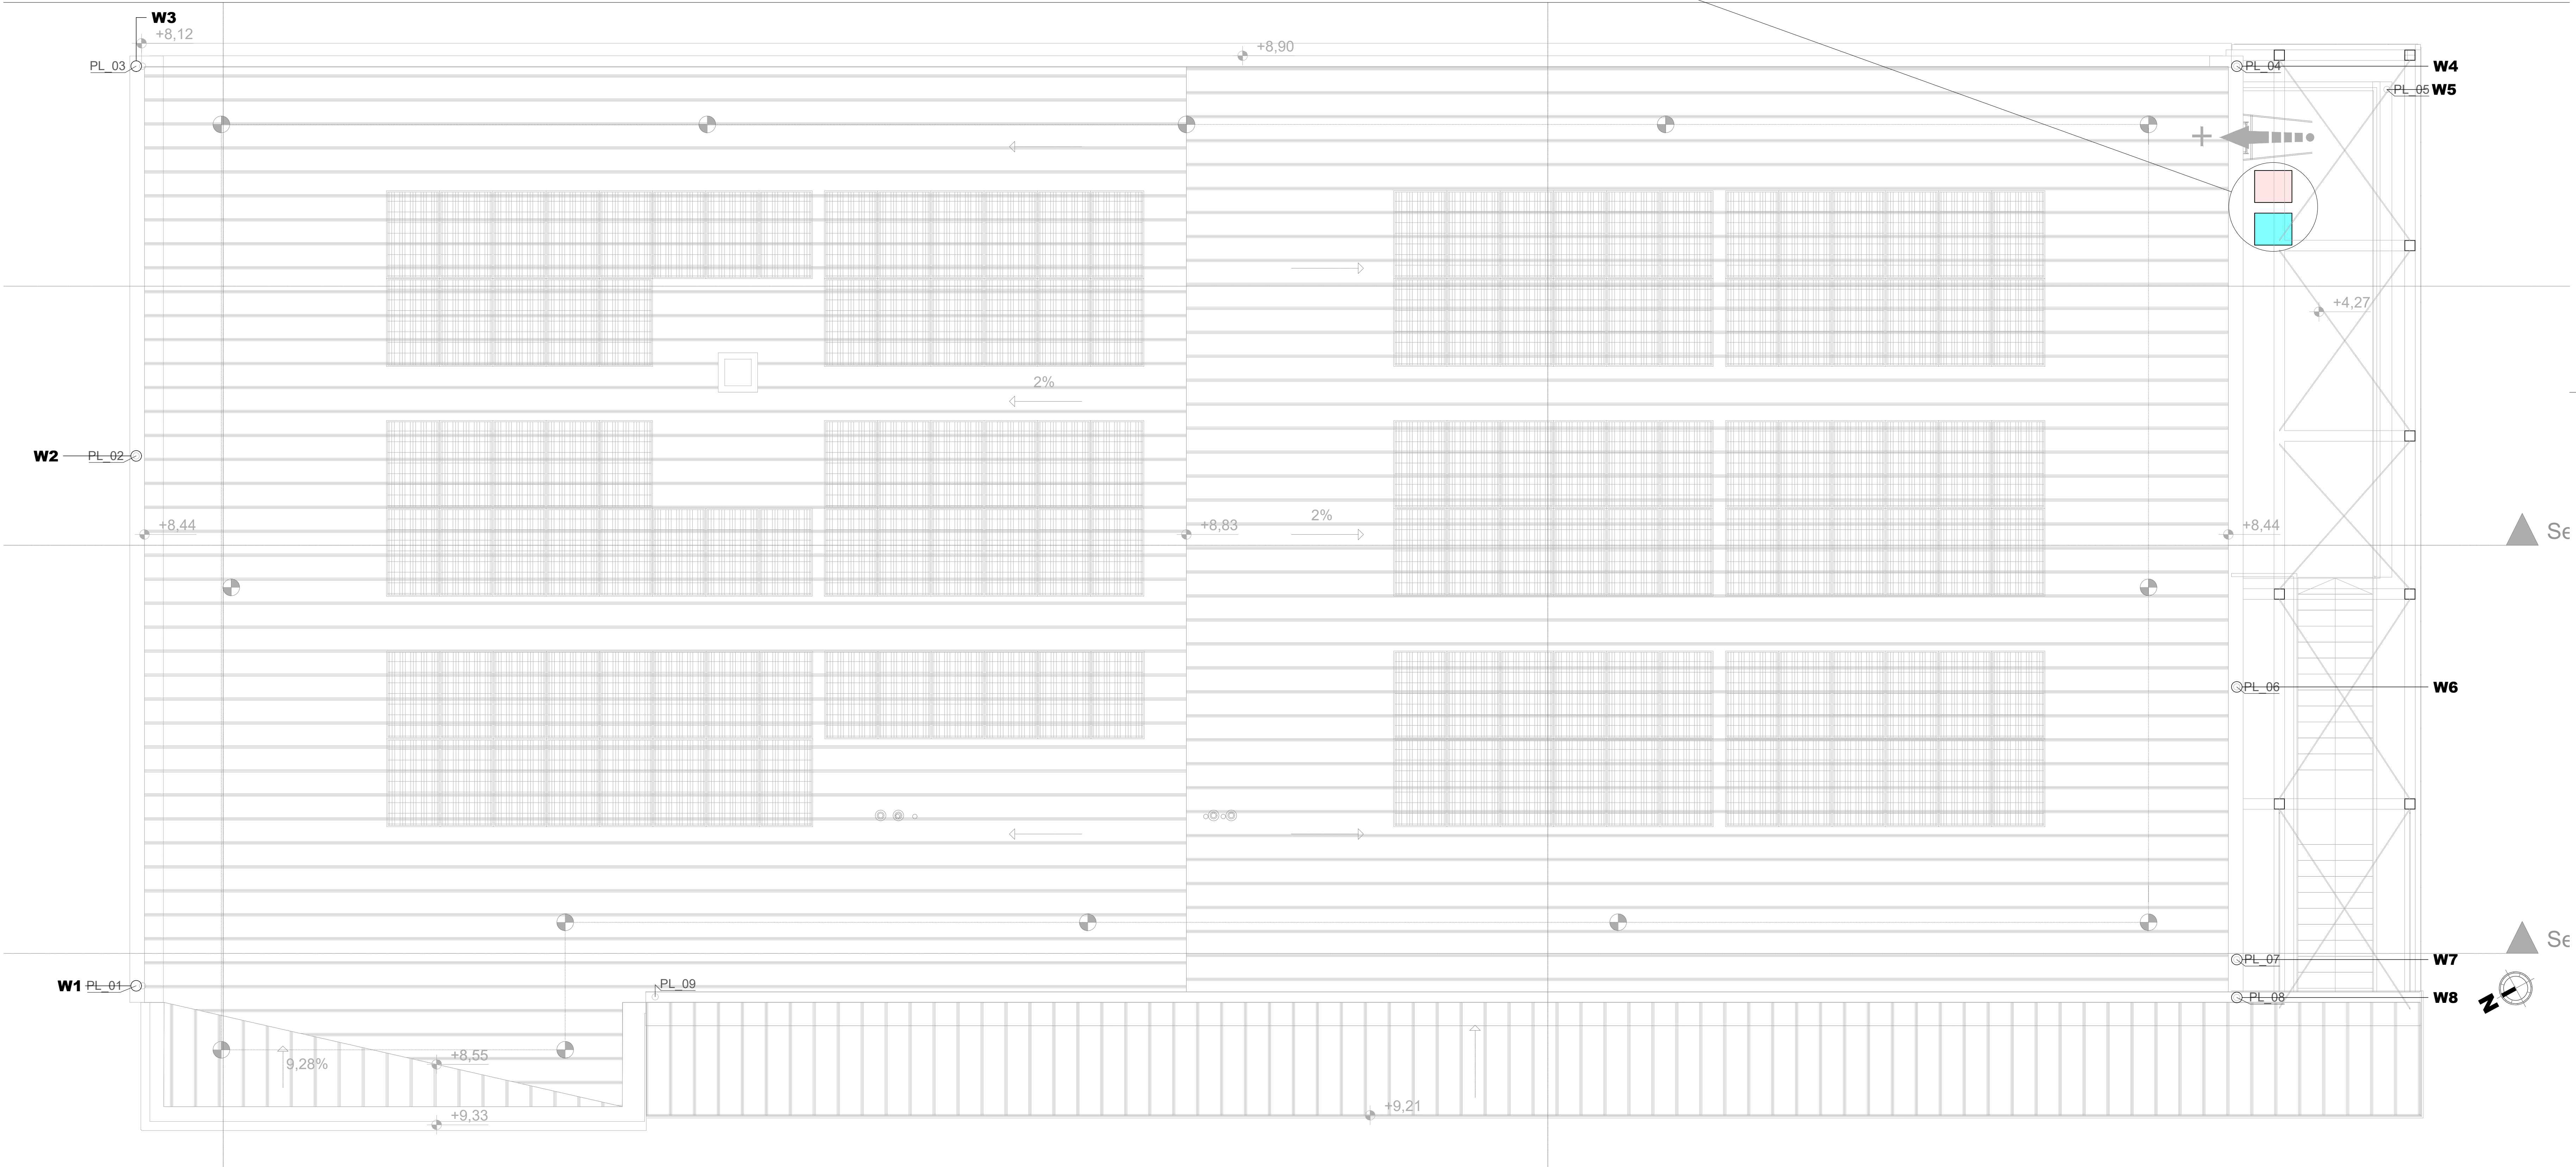 W3
+8,12
+8,90
PL_03
PL_04
W4
PL_05
W5
+
+4,27
2%
W2
PL_02
+8,44
+8,83
2%
+8,44
Se
PL_06
W6
Se
PL_07
W7
W1
PL_01
PL_09
PL_08
W8
N
+8,55
9,28%
+9,33
+9,21